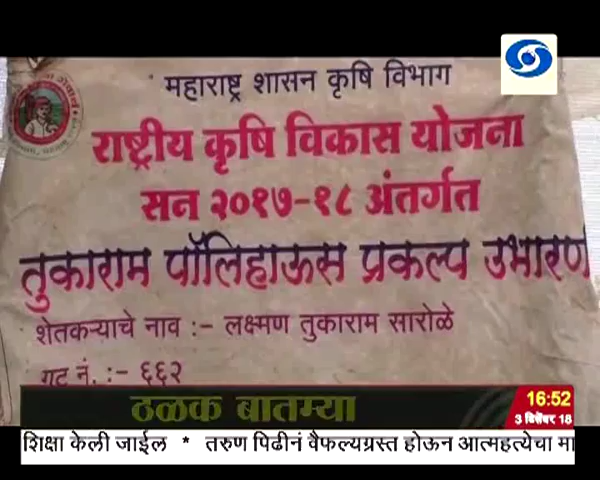 महाराष्ट्र शासन कृषि विभाग
राष्ट्रीय कृषि विकास योजना
सन २०१७-१८ अंतर्गत
तुकाराम पॉलिहाऊस प्रकल्प उभारण
शेतकऱ्याचे नाव :- लक्ष्मण तुकाराम सारोळे
गट नं. :- ६६२
ठळक बातम्या
16:52
3 डिसेंबर 18
शिक्षा केली जाईल * तरुण पिढीनं वैफल्यग्रस्त होऊन आत्महत्येचा मा